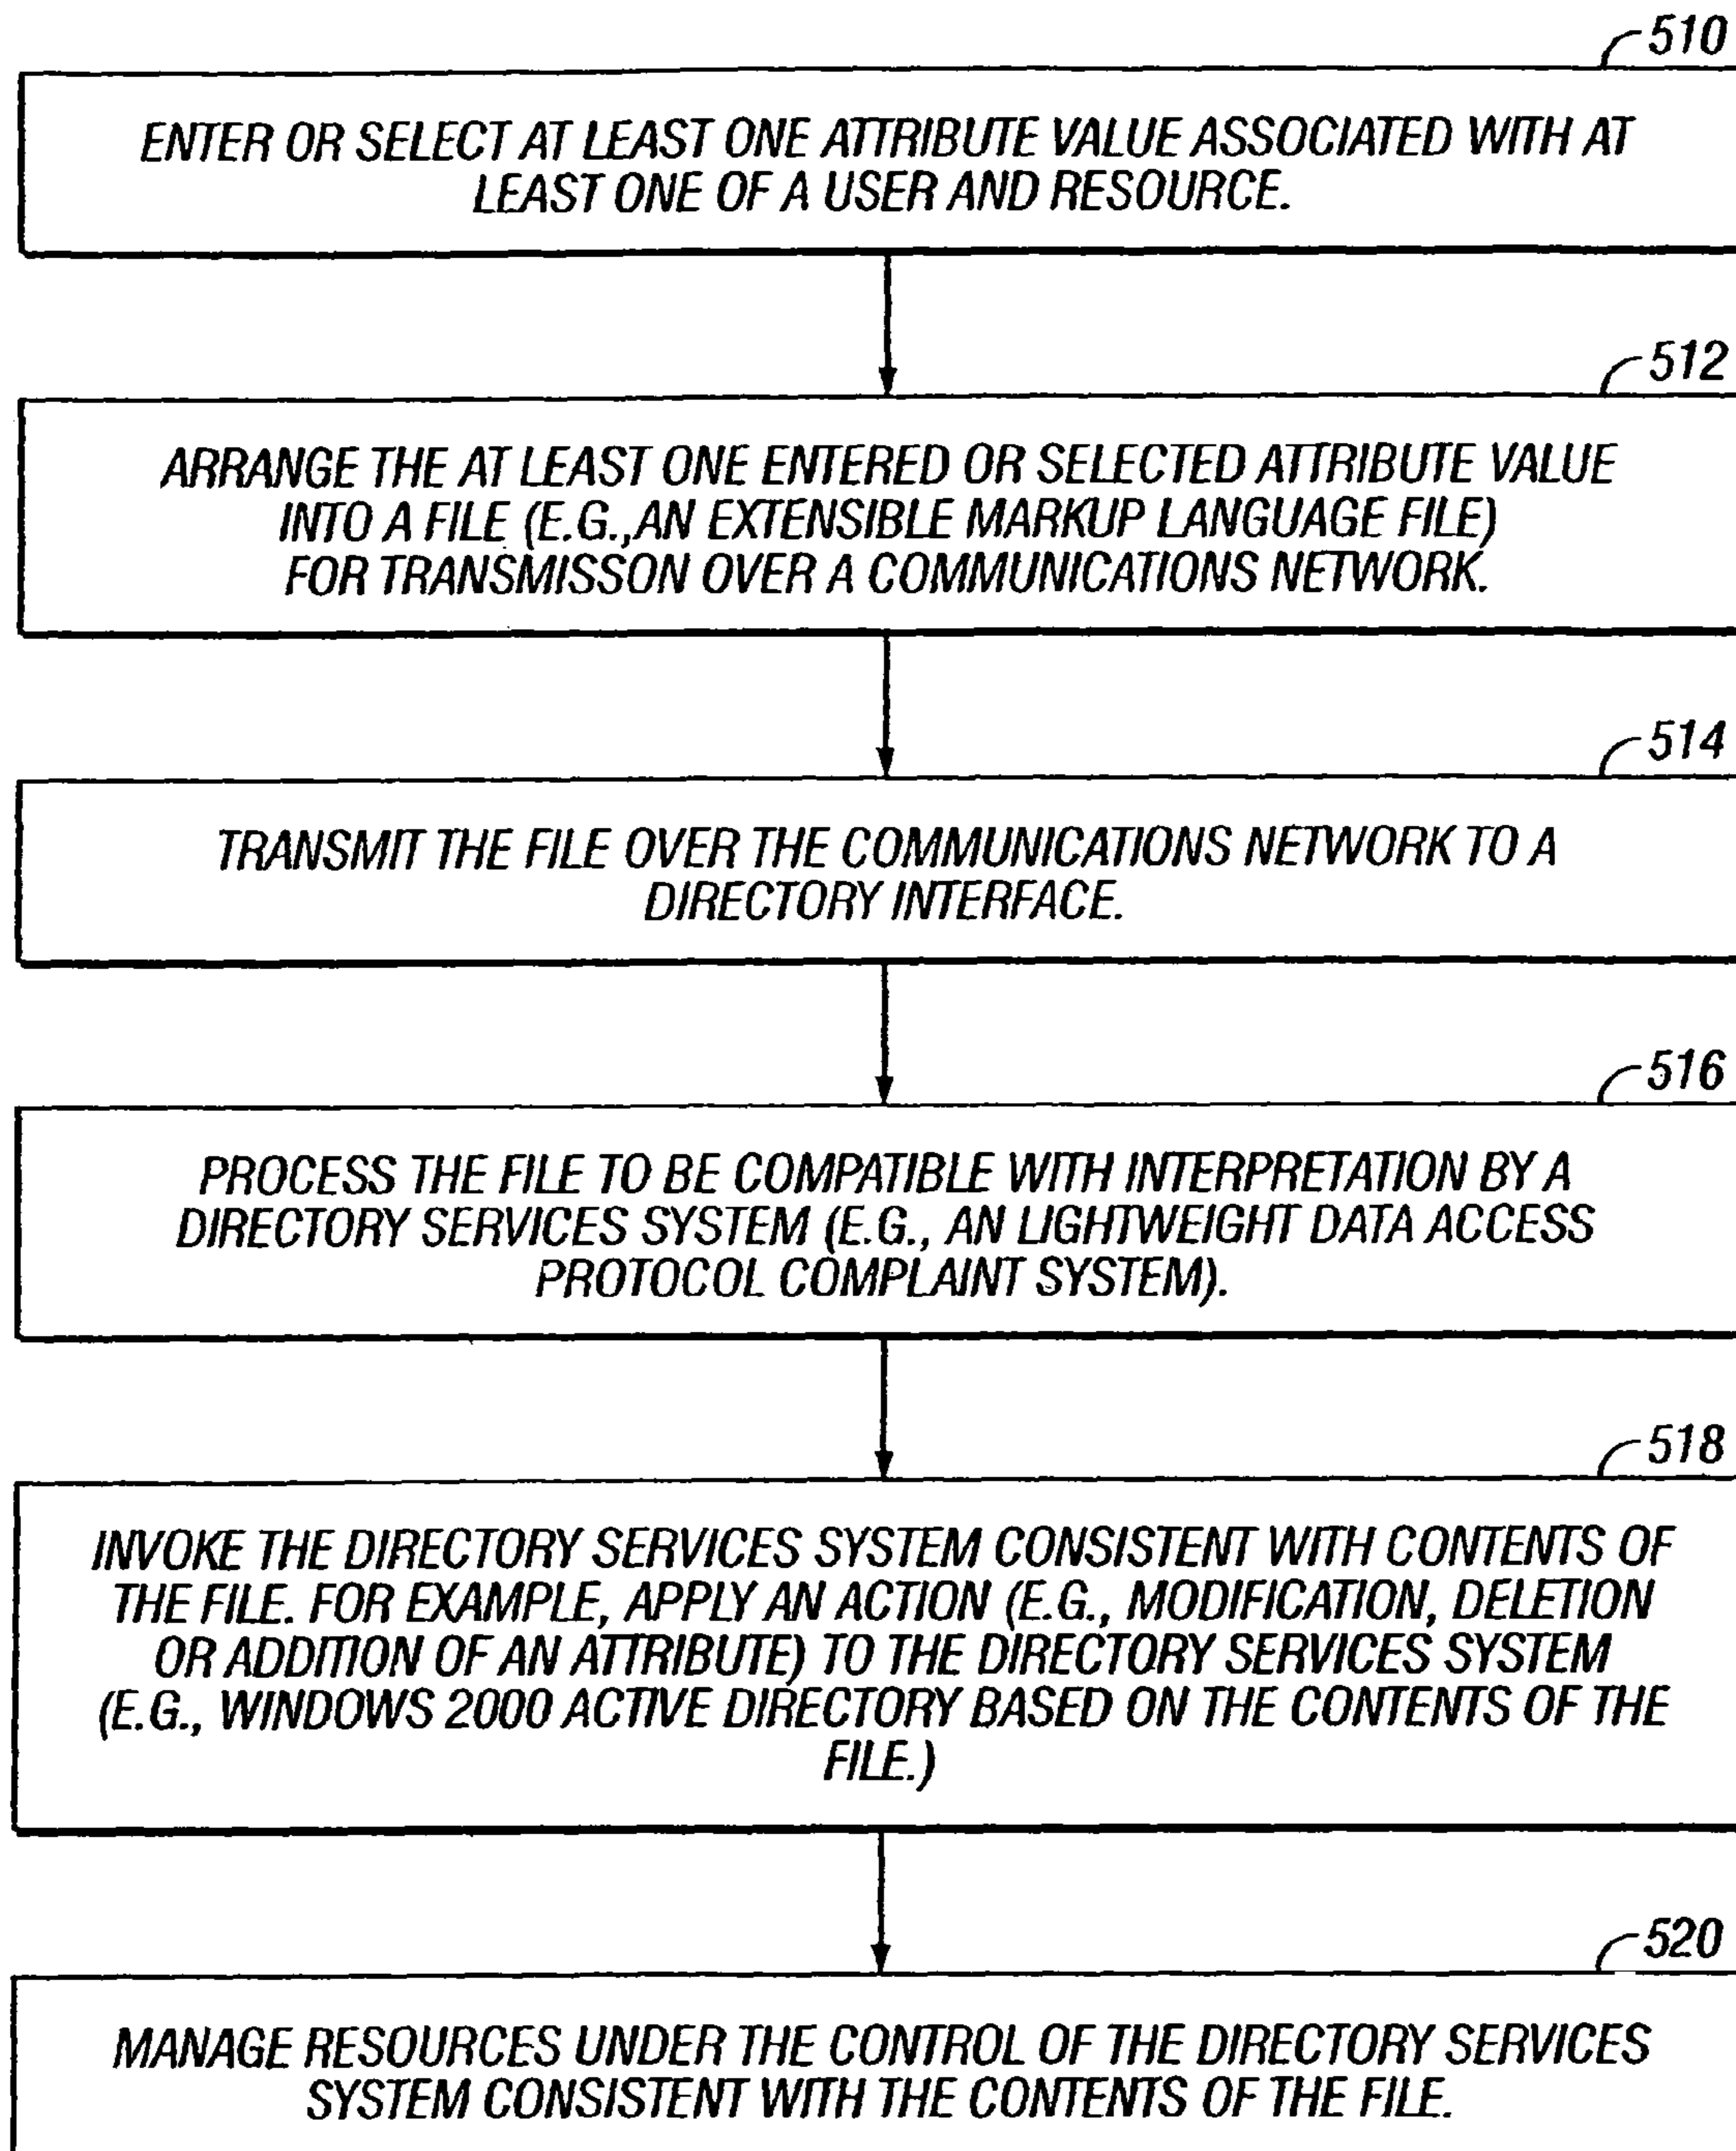 510
ENTER OR SELECT AT LEAST ONE ATTRIBUTE VALUE ASSOCIATED WITH AT
LEAST ONE OF A USER AND RESOURCE.
512
ARRANGE THE AT LEAST ONE ENTERED OR SELECTED ATTRIBUTE VALUE
INTO A FILE (E.G.,AN EXTENSIBLE MARKUP LANGUAGE FILE)
FOR TRANSMISSON OVER A COMMUNICATIONS NETWORK.
514
TRANSMIT THE FILE OVER THE COMMUNICATIONS NETWORK TO A
DIRECTORY INTERFACE.
516
PROCESS THE FILE TO BE COMPATIBLE WITH INTERPRETATION BY A
DIRECTORY SERVICES SYSTEM (E.G., AN LIGHTWEIGHT DATA ACCESS
PROTOCOL COMPLAINT SYSTEM).
518
INVOKE THE DIRECTORY SERVICES SYSTEM CONSISTENT WITH CONTENTS OF
THE FILE. FOR EXAMPLE, APPLY AN ACTION (E.G., MODIFICATION, DELETION
OR ADDITION OF AN ATTRIBUTE) TO THE DIRECTORY SERVICES SYSTEM
(E.G., WINDOWS 2000 ACTIVE DIRECTORY BASED ON THE CONTENTS OF THE
FILE.)
520
MANAGE RESOURCES UNDER THE CONTROL OF THE DIRECTORY SERVICES
SYSTEM CONSISTENT WITH THE CONTENTS OF THE FILE.